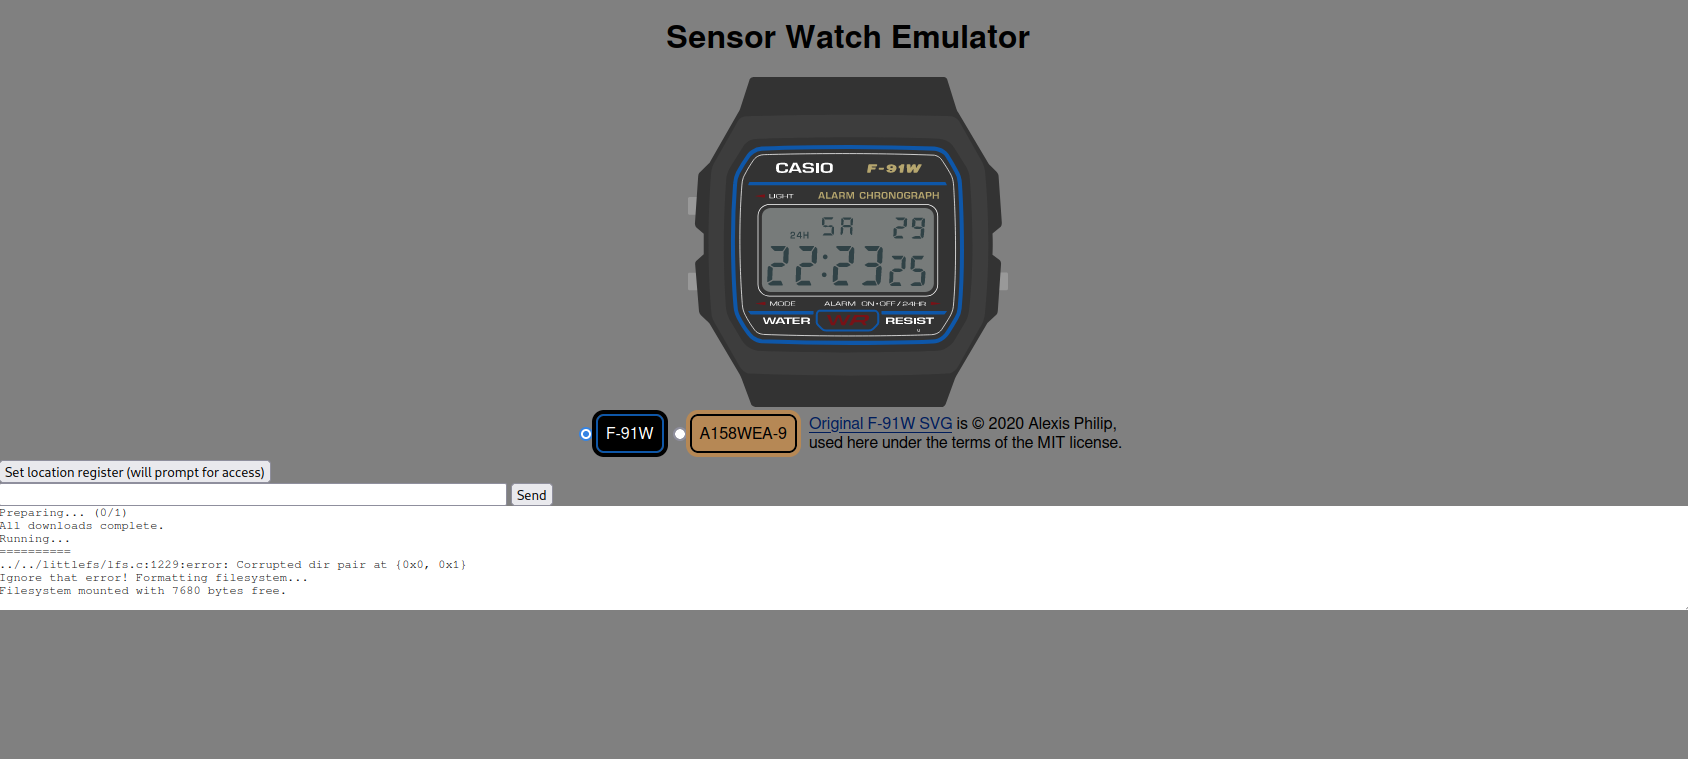 Sensor Watch Emulator
CASIO F-91W
LIGHT ALARM CHRONOGRAPH
24H SA 29
22:23 25
MODE ALARM ON•OFF/24HR
WATER RESIST
F-91W
A158WEA-9
Original F-91W SVG is © 2020 Alexis Philip,
used here under the terms of the MIT license.
Set location register (will prompt for access)
Send
Preparing... (0/1)
All downloads complete.
Running...
==========
../../littlefs/lfs.c:1229:error: Corrupted dir pair at {0x0, 0x1}
Ignore that error! Formatting filesystem...
Filesystem mounted with 7680 bytes free.